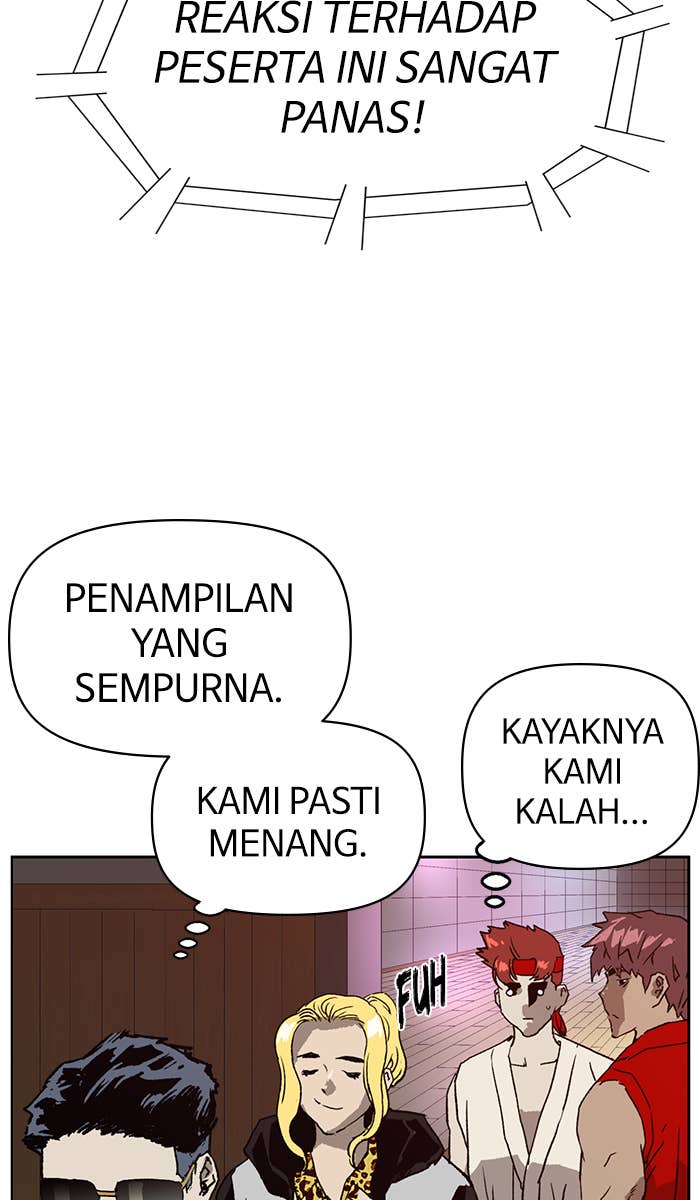 REAKSI TERHADAP
PESERTA INI SANGAT
PANAS!
PENAMPILAN
YANG
SEMPURNA.
KAMI PASTI
MENANG.
KAYAKNYA
KAMI
KALAH...
FUH